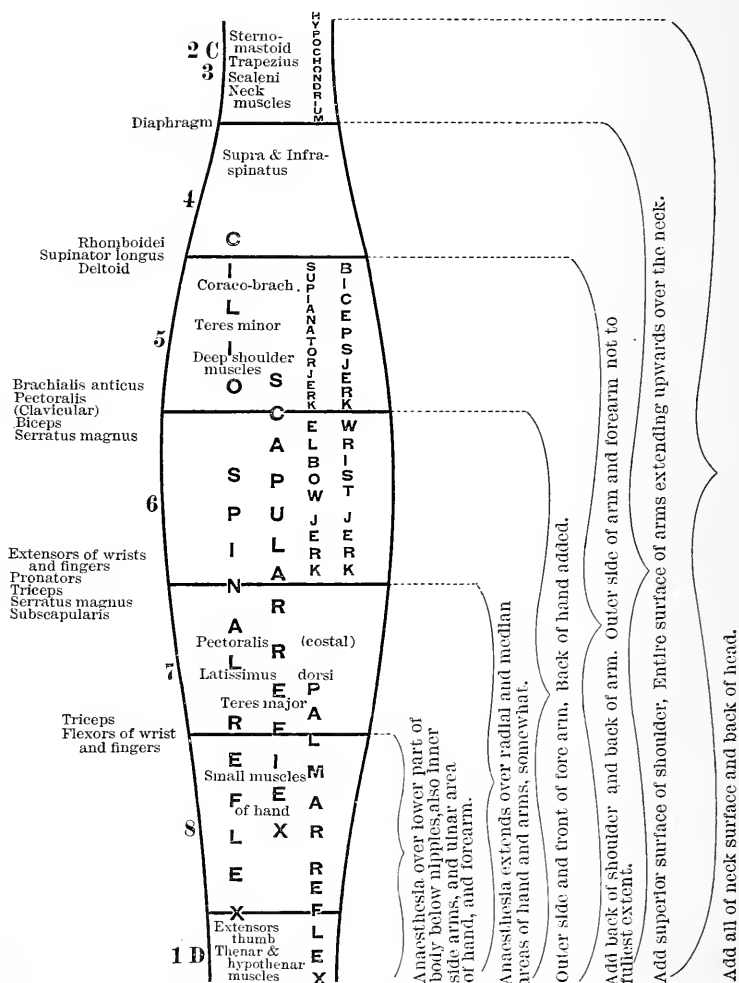 HYPOCHONDRIUM
2 C
3
Sterno-
mastoid
Trapezius
Scaleni
Neck
muscles
Diaphragm
Supra & Infra-
spinatus
4
Rhomboidei
Supinator longus
Deltoid
CILIO SPINAL REFLEX
Coraco-brach.
Teres minor
Deep shoulder
muscles
SUPIANATORJERK
BICEPSJERK
5
SCAPULAR REFLEX
Brachialis anticus
Pectoralis
(Clavicular)
Biceps
Serratus magnus
ELBOW JERK
WRIST JERK
6
Extensors of wrists
and fingers
Pronators
Triceps
Serratus magnus
Subscapularis
Pectoralis (costal)
Latissimus dorsi
Teres major
7
PALMAR REFLEX
Triceps
Flexors of wrist
and fingers
Small muscles
of hand
8
Extensors
thumb
Thenar &
hypothenar
muscles
1 D
Anaesthesia over lower part of
body below nipples, also inner
side arms, and ulnar area
of hand, and forearm.
Anaesthesia extends over radial and median
areas of hand and arms, somewhat.
Outer side and front of fore arm, Back of hand added.
Add back of shoulder and back of arm. Outer side of arm and forearm not to
fullest extent.
Add superior surface of shoulder, Entire surface of arms extending upwards over the neck.
Add all of neck surface and back of head.